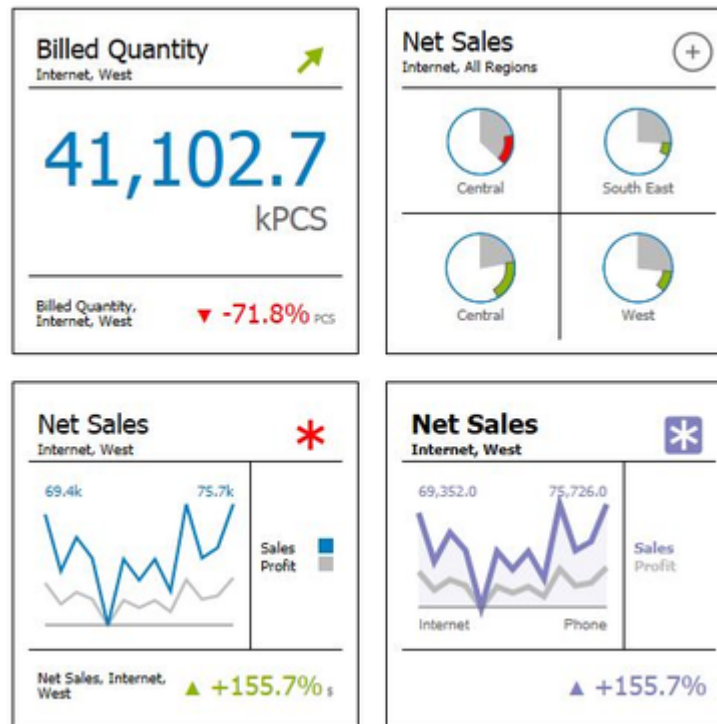 Billed Quantity
Internet, West
41,102.7
kPCS
Billed Quantity,
Internet, West
▼ -71.8% PCS
Net Sales
Internet, All Regions
Central
South East
Central
West
Net Sales
Internet, West
69.4k 75.7k
Sales
Profit
Net Sales, Internet,
West
▲ +155.7% $
Net Sales
Internet, West
69,352.0 75,726.0
Sales
Profit
Internet Phone
▲ +155.7%